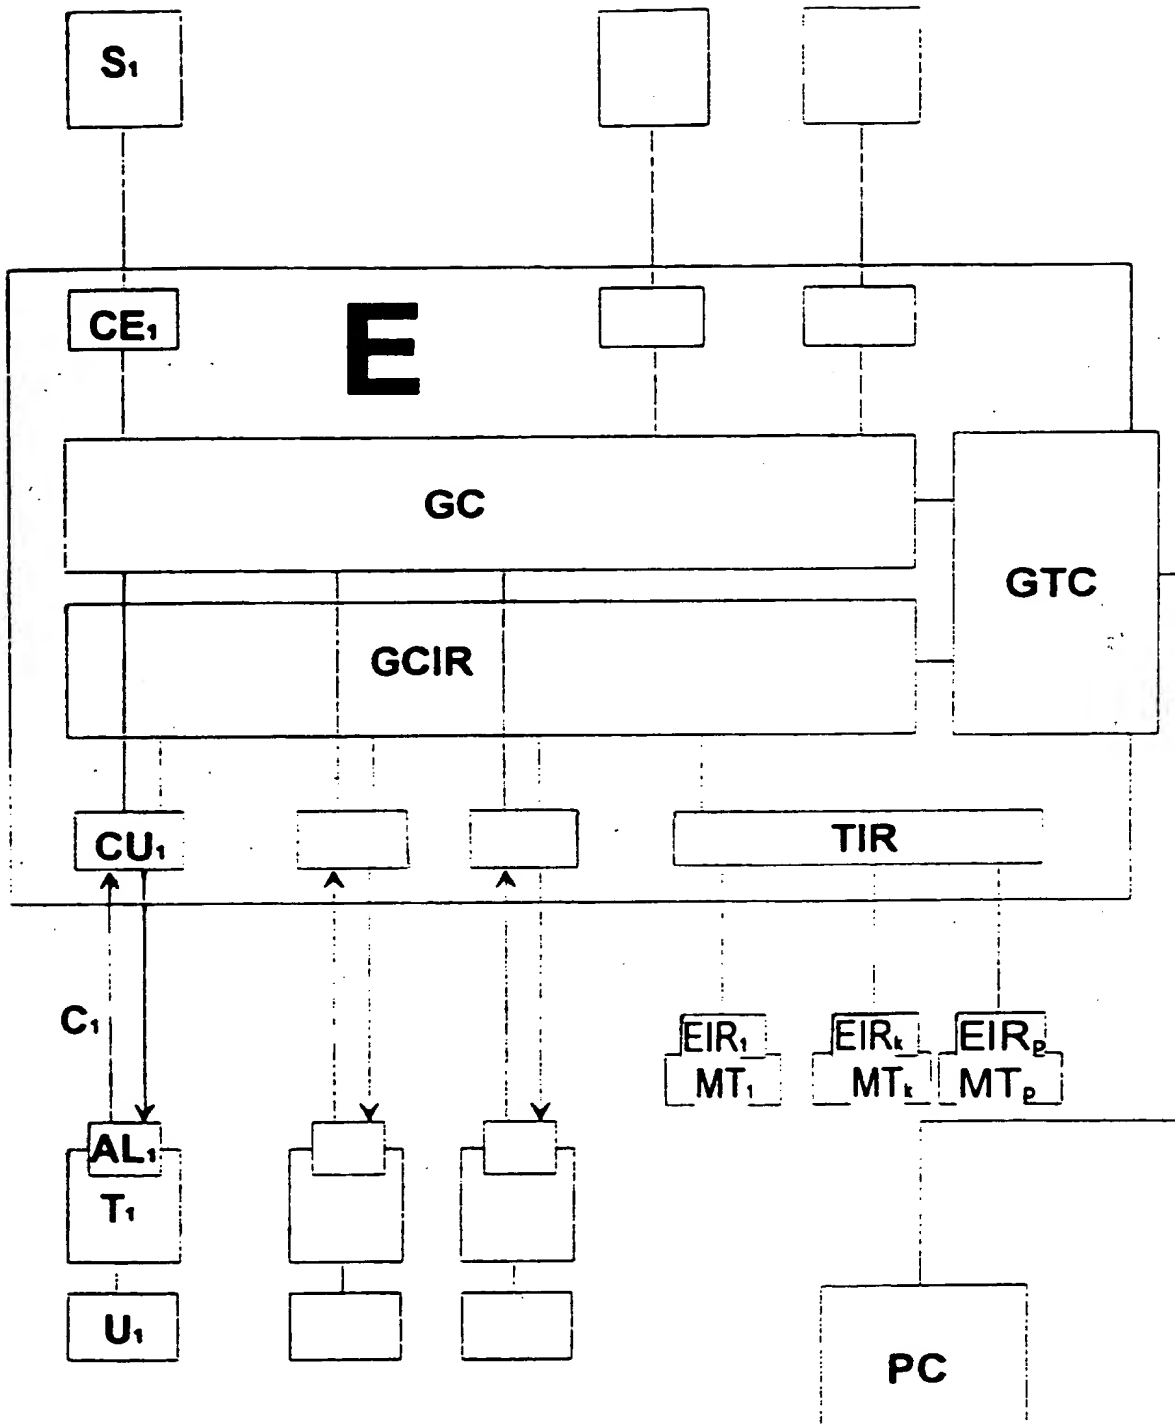 S₁
CE₁
E
GC
GTC
GCIR
CU₁
TIR
C₁
EIR₁ EIRₖ EIRₚ
MT₁ MTₖ MTₚ
AL₁
T₁
U₁
PC